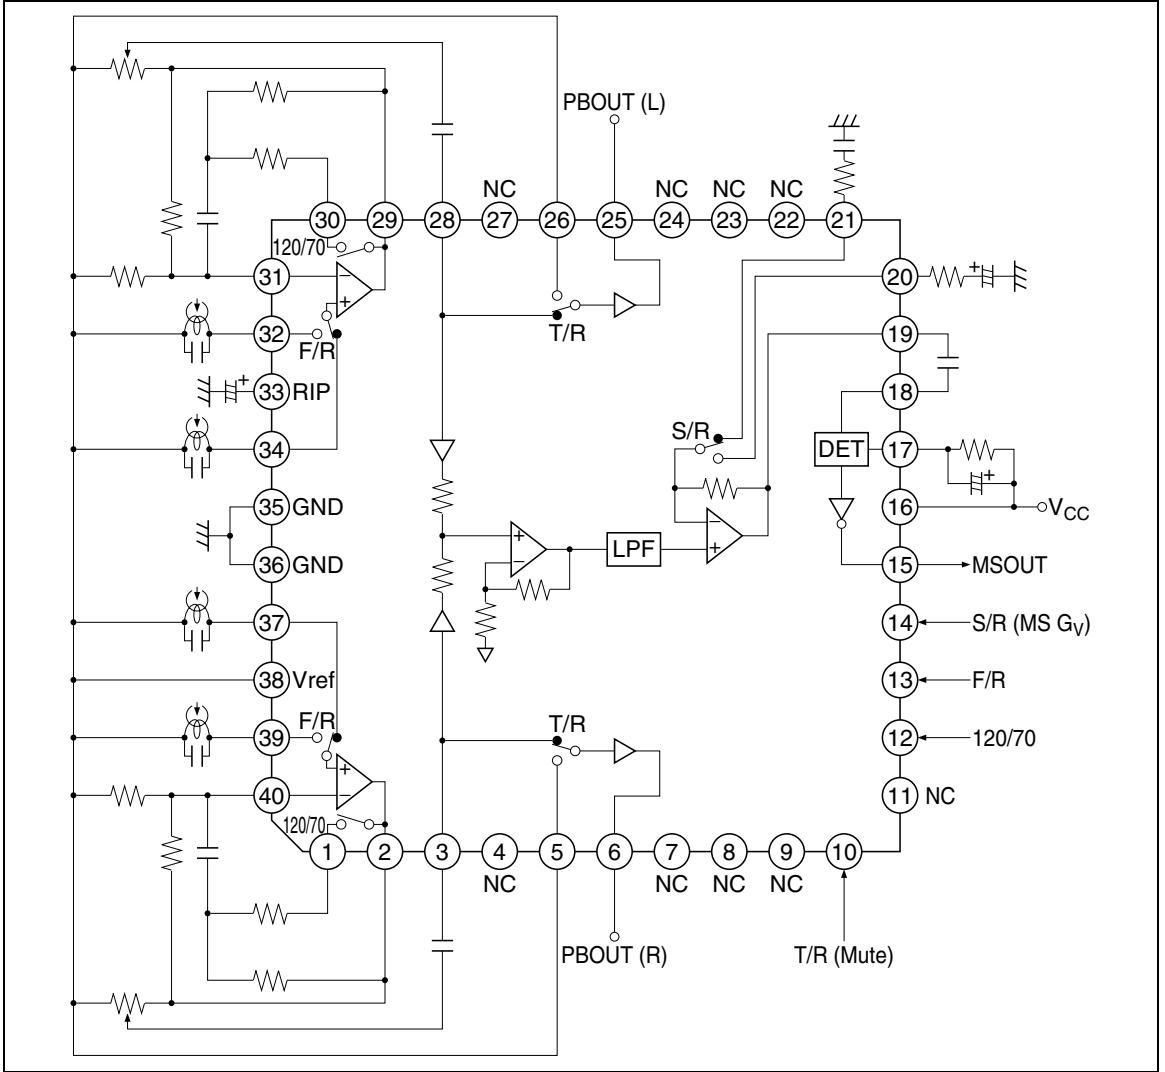 PBOUT (L)
NC
NC
NC
NC
30
29
28
27
26
25
24
23
22
21
120/70
31
20
T/R
32
F/R
19
33
RIP
18
S/R
34
DET
17
35
GND
16
VCC
LPF
36
GND
15
MSOUT
37
14
S/R (MS GV)
38
Vref
13
F/R
F/R
T/R
39
12
120/70
40
11
NC
120/70
1
2
3
4
5
6
7
8
9
10
NC
NC
NC
NC
PBOUT (R)
T/R (Mute)